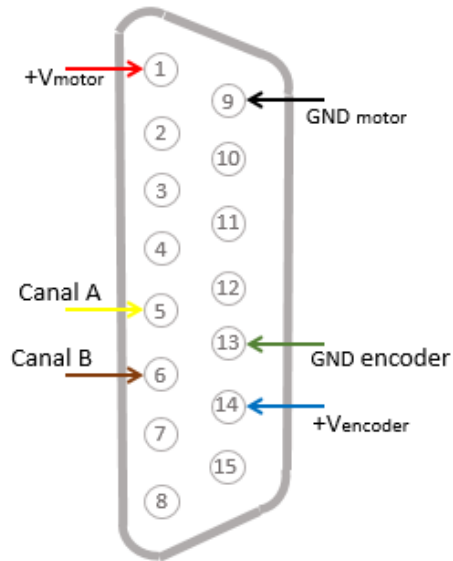 1
+Vmotor
9
GND motor
2
10
3
11
4
12
Canal A
5
13
Canal B
GND encoder
6
14
+Vencoder
7
15
8